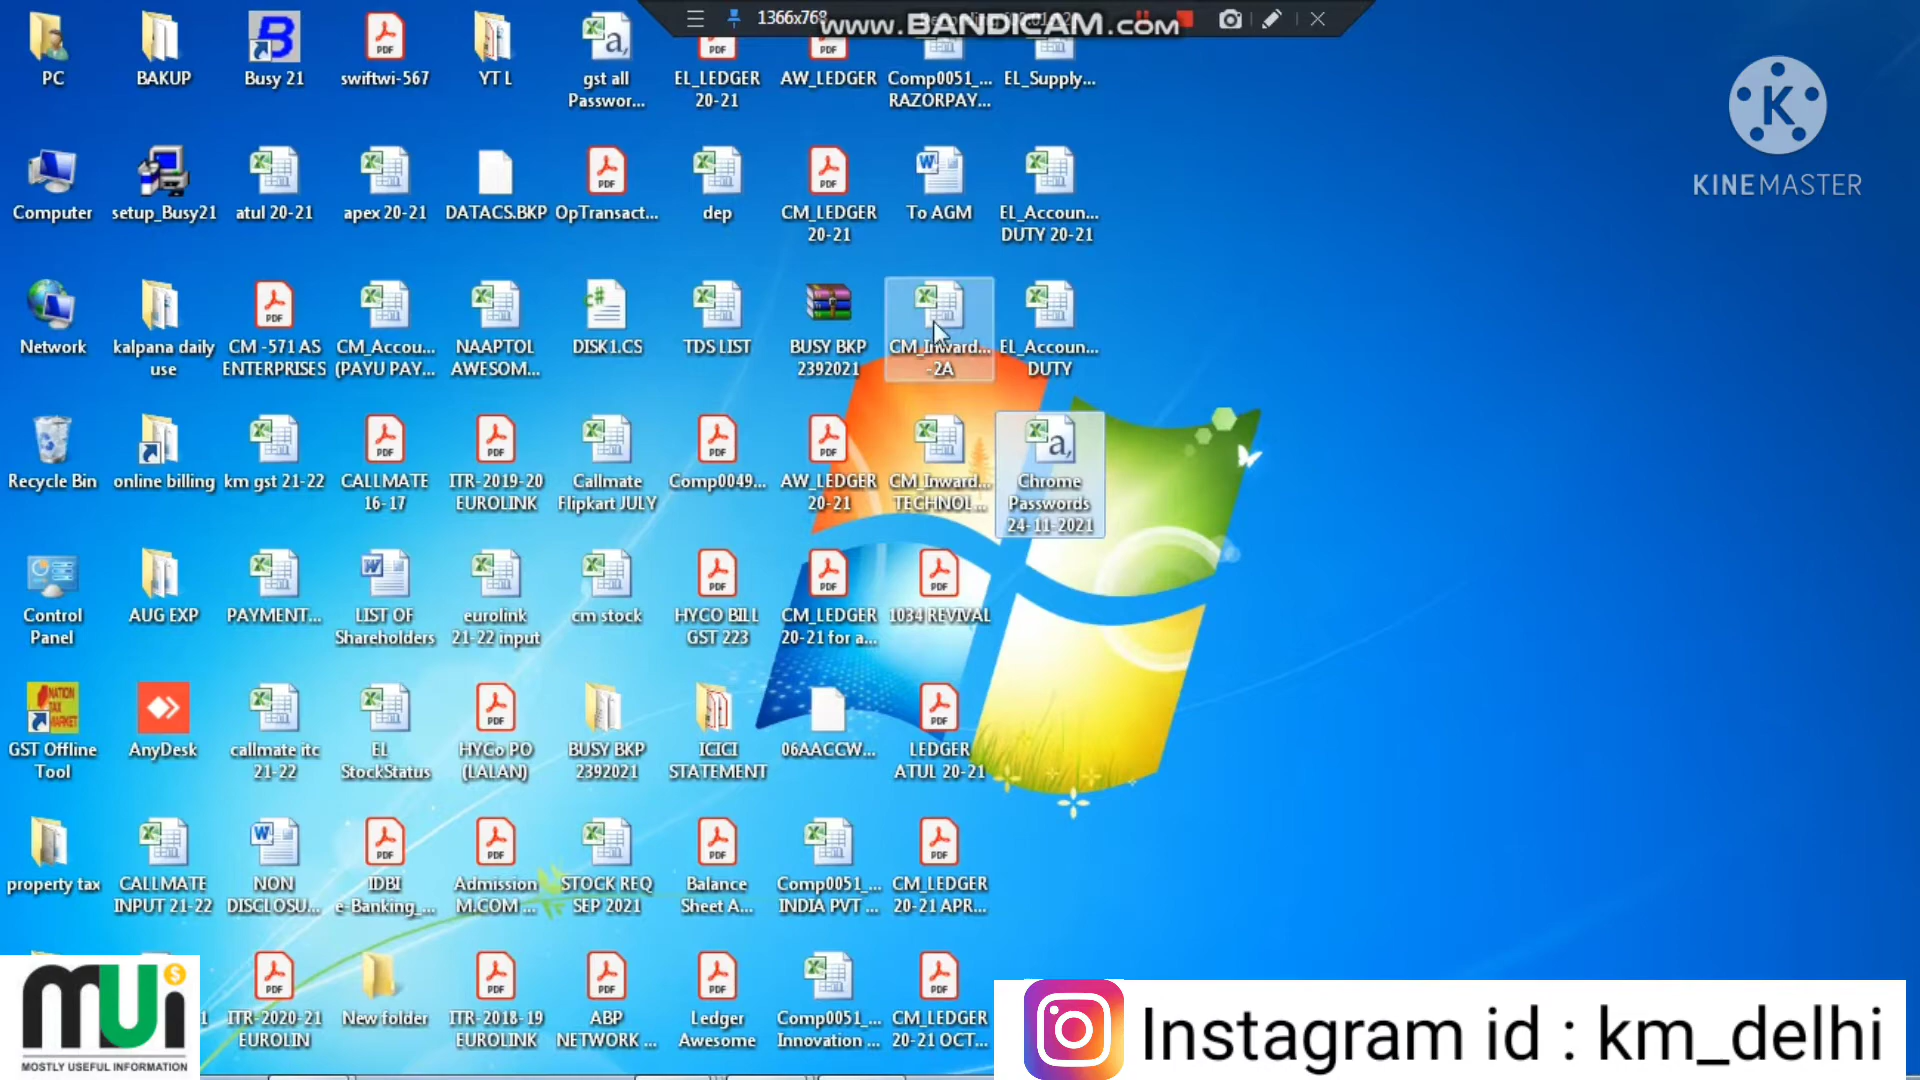 1366x768
www.BANDICAM.com
PC
BAKUP
Busy 21
swiftwi-567
YT L
gst all
Passwor...
EL_LEDGER
20-21
AW_LEDGER
Comp0051_...
RAZORPAY...
EL_Supply...
KINEMASTER
Computer
setup_Busy21
atul 20-21
apex 20-21
DATACS.BKP
OpTransact...
dep
CM_LEDGER
20-21
To AGM
EL_Accoun...
DUTY 20-21
Network
kalpana daily
use
CM -571 AS
ENTERPRISES
CM_Accou...
(PAYU PAY...
NAAPTOL
AWESOM...
DISK1.CS
TDS LIST
BUSY BKP
2392021
CM_Inward...
-2A
EL_Accoun...
DUTY
Recycle Bin
online billing
km gst 21-22
CALLMATE
16-17
ITR-2019-20
EUROLINK
Callmate
Flipkart JULY
Comp0049...
AW_LEDGER
20-21
CM_Inward...
TECHNOL...
Chrome
Passwords
24-11-2021
Control
Panel
AUG EXP
PAYMENT...
LIST OF
Shareholders
eurolink
21-22 input
cm stock
HYCO BILL
GST 223
CM_LEDGER
20-21 for a...
1034 REVIVAL
NATION
TAX
MARKET
GST Offline
Tool
AnyDesk
callmate itc
21-22
EL
StockStatus
HYCo PO
(LALAN)
BUSY BKP
2392021
ICICI
STATEMENT
06AACCW...
LEDGER
ATUL 20-21
property tax
CALLMATE
INPUT 21-22
NON
DISCLOSU...
IDBI
e-Banking_...
Admission
M.COM ...
STOCK REQ
SEP 2021
Balance
Sheet A...
Comp0051_...
INDIA PVT ...
CM_LEDGER
20-21 APR...
MUi
MOSTLY USEFUL INFORMATION
ITR-2020-21
EUROLIN
New folder
ITR-2018-19
EUROLINK
ABP
NETWORK ...
Ledger
Awesome
Comp0051_...
Innovation ...
CM_LEDGER
20-21 OCT...
Instagram id : km_delhi